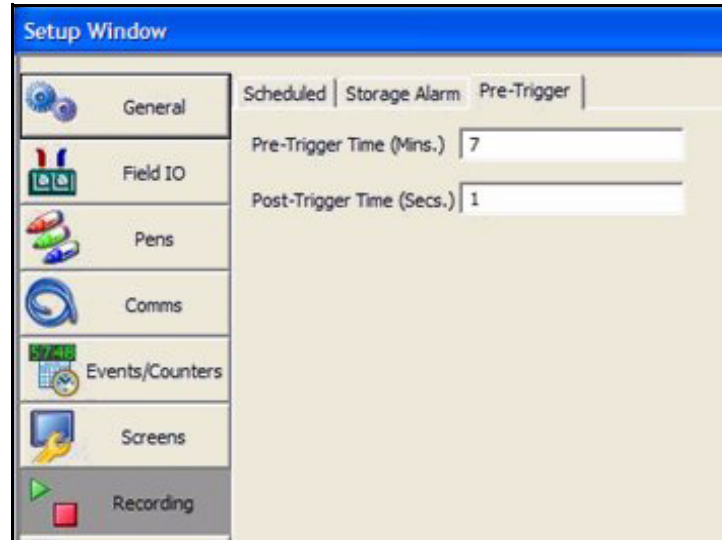 Setup Window
General
Field IO
Pens
Comms
Events/Counters
Screens
Recording
Scheduled Storage Alarm Pre-Trigger
Pre-Trigger Time (Mins.) 7
Post-Trigger Time (Secs.) 1